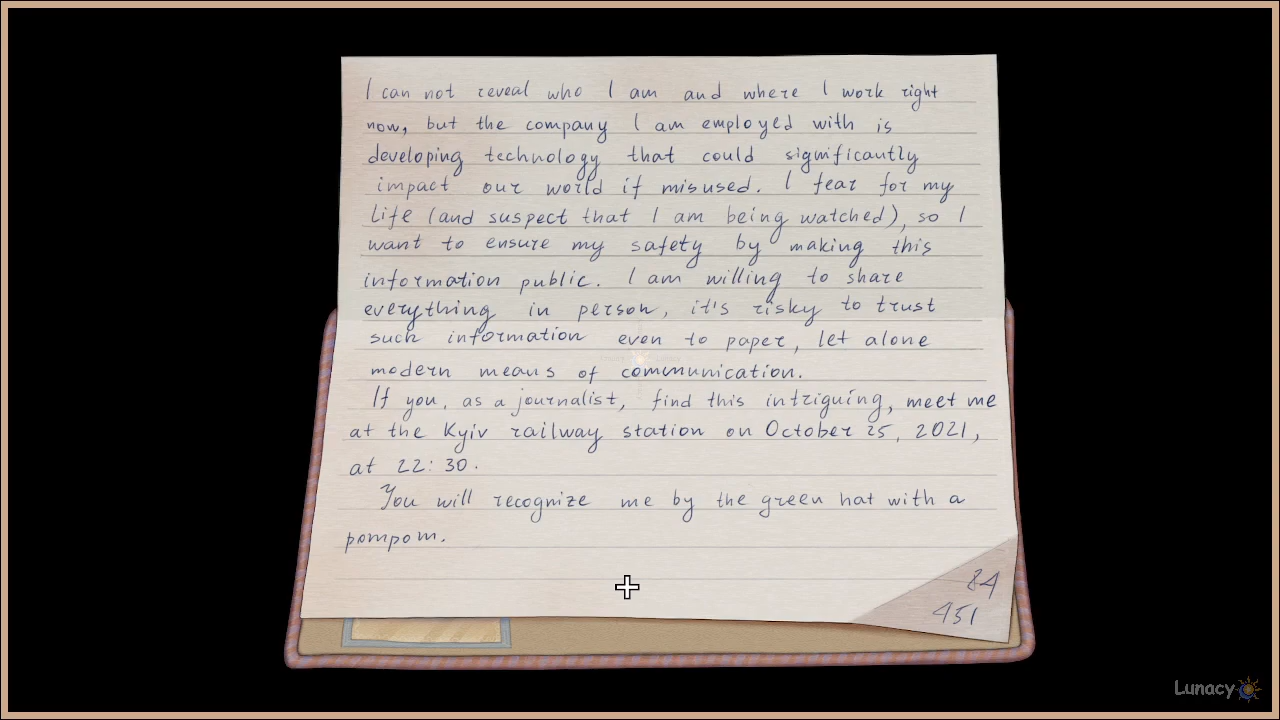 I can not reveal who I am and where I work right
now, but the company I am employed with is
developing technology that could significantly
impact our world if misused. I fear for my
life (and suspect that I am being watched), so I
want to ensure my safety by making this
information public. I am willing to share
everything in person, it's risky to trust
such information even to paper, let alone
modern means of communication.
If you, as a journalist, find this intriguing, meet me
at the Kyiv railway station on October 25, 2021,
at 22:30.
You will recognize me by the green hat with a
pompom.
84
451
Lunacy